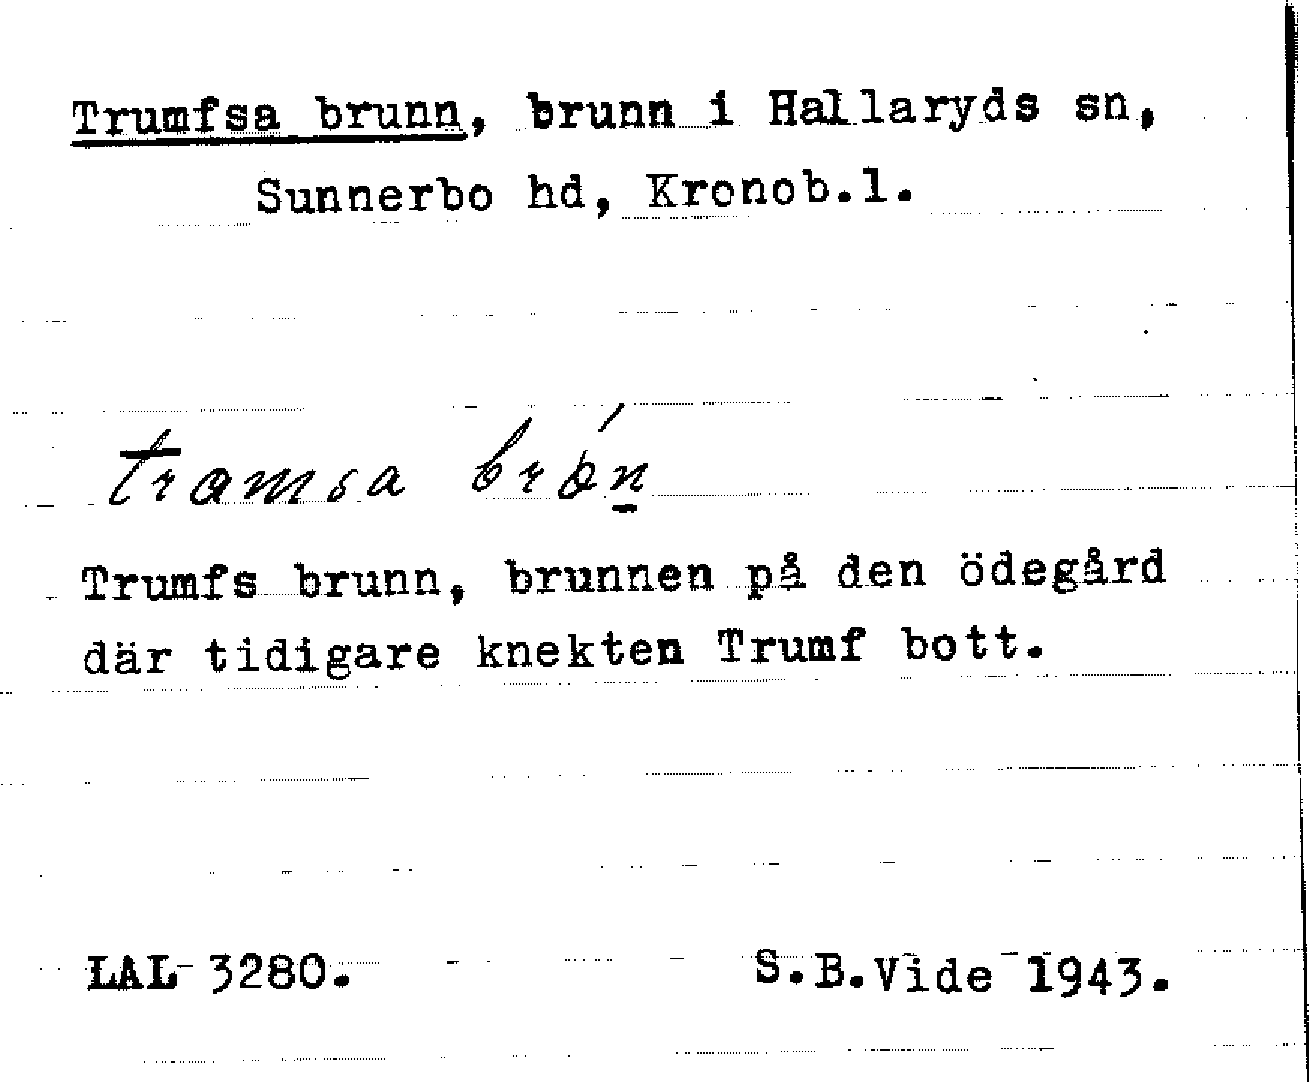 Trumfsa brunn, brunn i Hallaryds sn,
Sunnerbo hd, Kronob.l.
tramsa brón
Trumfs brunn, brunnen på den ödegård
där tidigare knekten Trumf bott.
LAL 3280. S.B.Vide 1943.